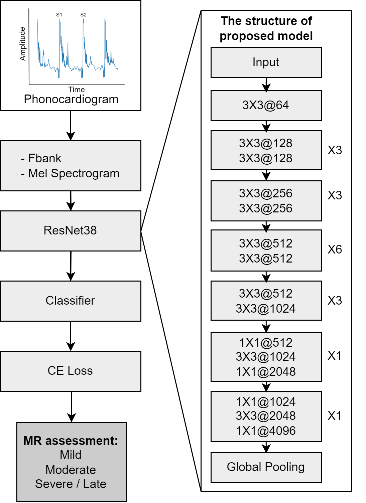 Amplitude
S1
S2
Time
Phonocardiogram
- Fbank
- Mel Spectrogram
ResNet38
Classifier
CE Loss
MR assessment:
Mild
Moderate
Severe / Late
The structure of
proposed model
Input
3X3@64
3X3@128
3X3@128
X3
3X3@256
3X3@256
X3
3X3@512
3X3@512
X6
3X3@512
3X3@1024
X3
1X1@512
3X3@1024
1X1@2048
X1
1X1@1024
3X3@2048
1X1@4096
X1
Global Pooling